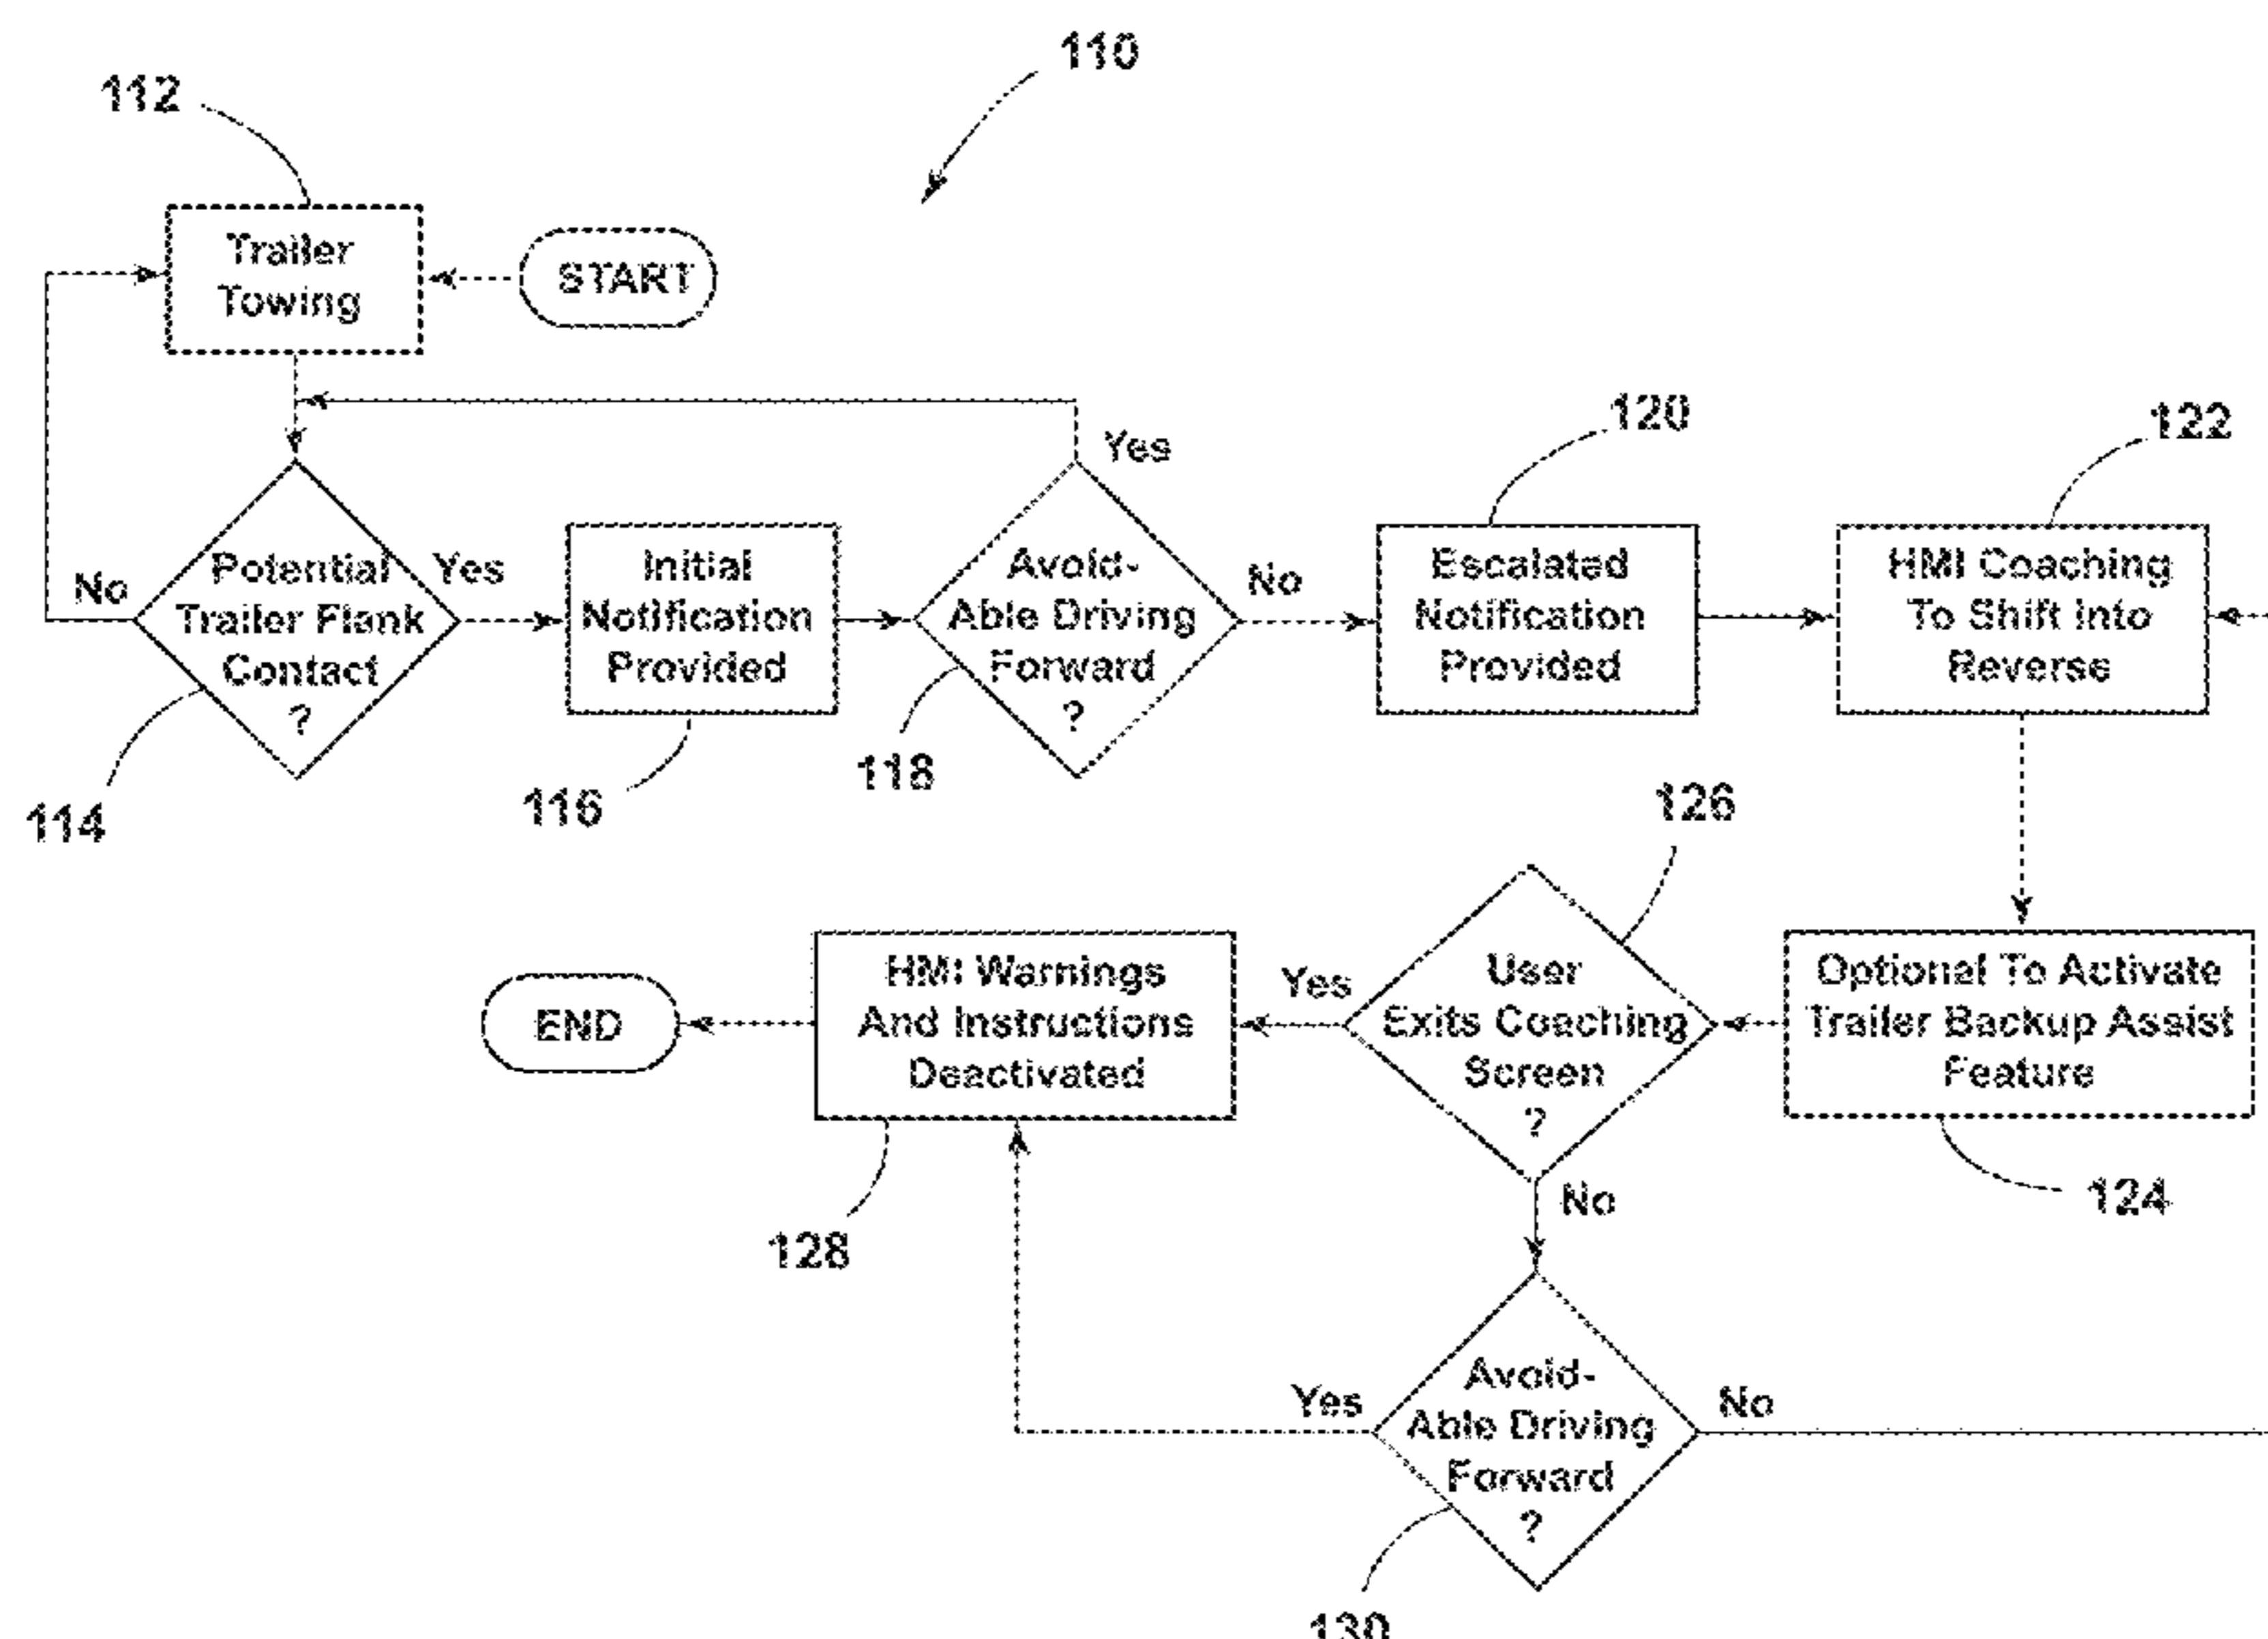 110
112
Trailer
Towing
START
120
122
Yes
Potential
Trailer Flank
Contact
?
No
Yes
Initial
Notification
Provided
Avoid-
Able Driving
Forward
?
No
Escalated
Notification
Provided
HMI Coaching
To Shift Into
Reverse
114
116
118
126
END
HMI Warnings
And Instructions
Deactivated
Yes
User
Exits Coaching
Screen
?
Optional To Activate
Trailer Backup Assist
Feature
128
No
124
Yes
Avoid-
Able Driving
Forward
?
No
130